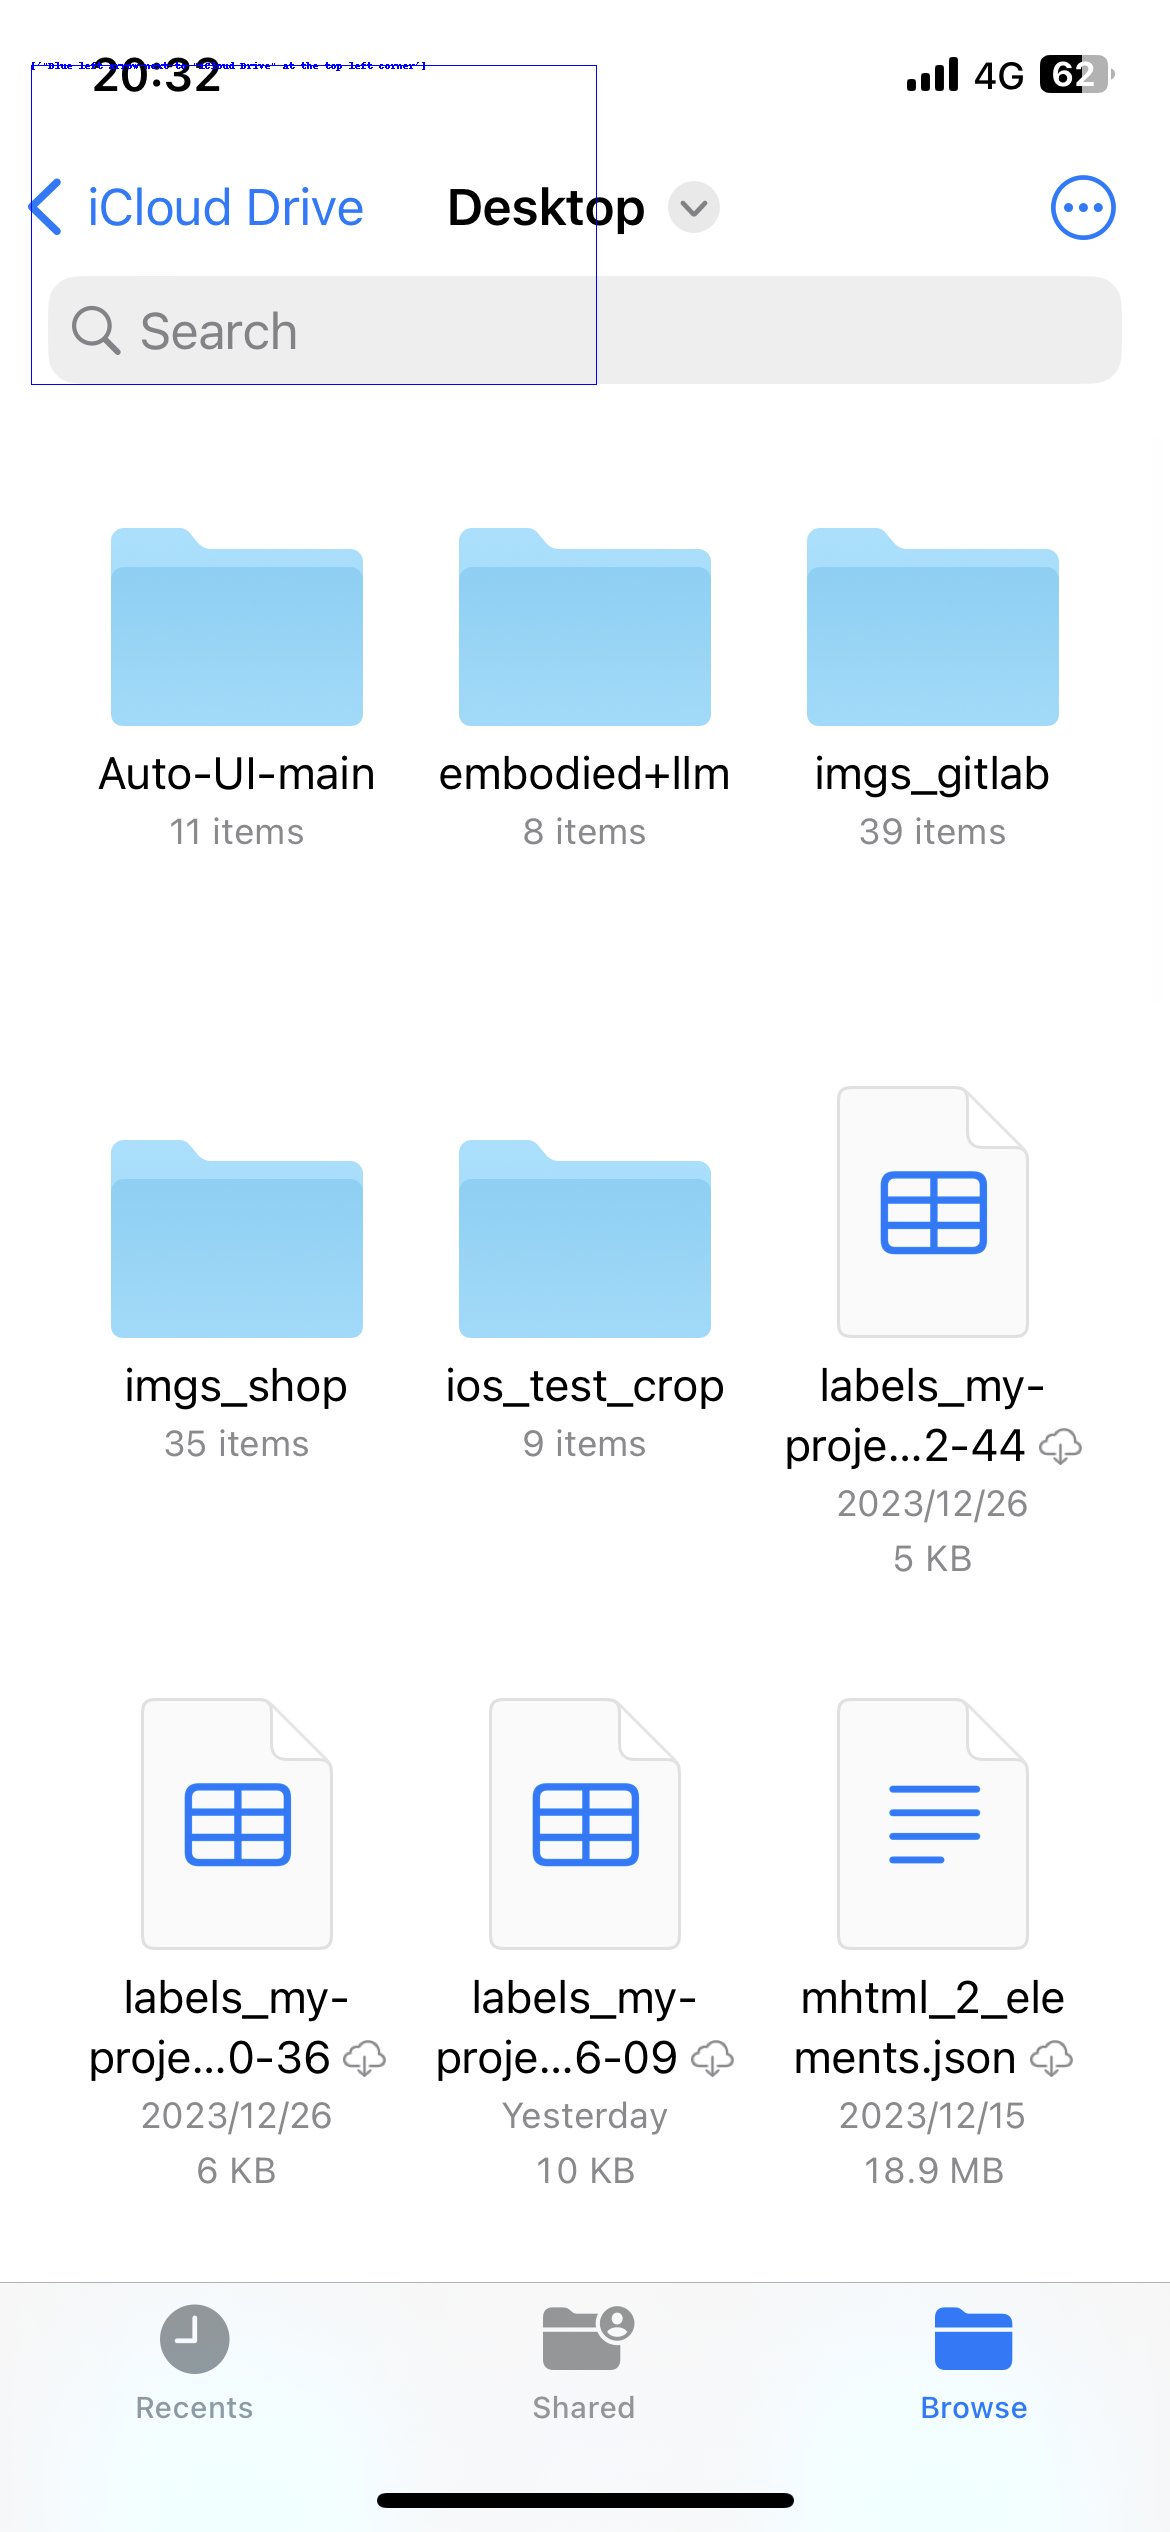 ['"Blue left arrow next to "iCloud Drive" at the top left corner']
20:32
4G 62
iCloud Drive Desktop
Search
Auto-UI-main embodied+llm imgs_gitlab
11 items 8 items 39 items
imgs_shop ios_test_crop labels_my-
35 items 9 items proje...2-44
2023/12/26
5 KB
labels_my- labels_my- mhtml_2_ele
proje...0-36 proje...6-09 ments.json
2023/12/26 Yesterday 2023/12/15
6 KB 10 KB 18.9 MB
Recents Shared Browse